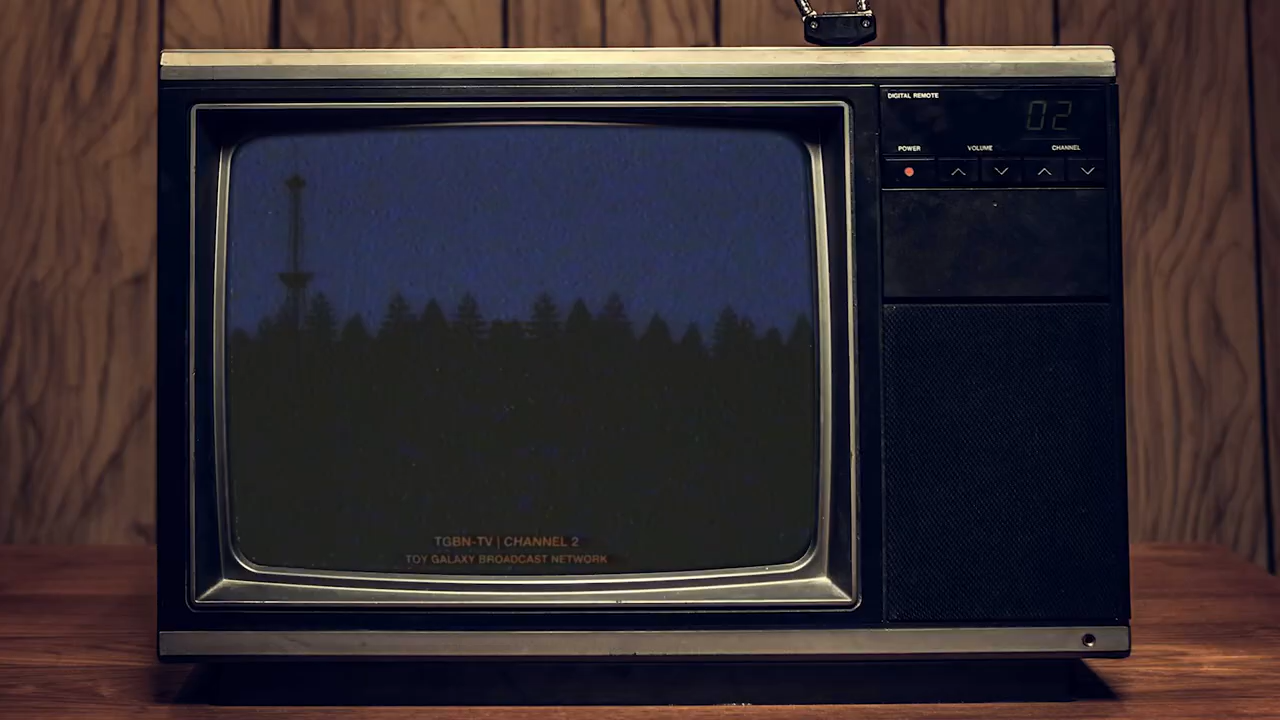 DIGITAL REMOTE
02
POWER VOLUME CHANNEL
TGBN-TV | CHANNEL 2
TOY GALAXY BROADCAST NETWORK